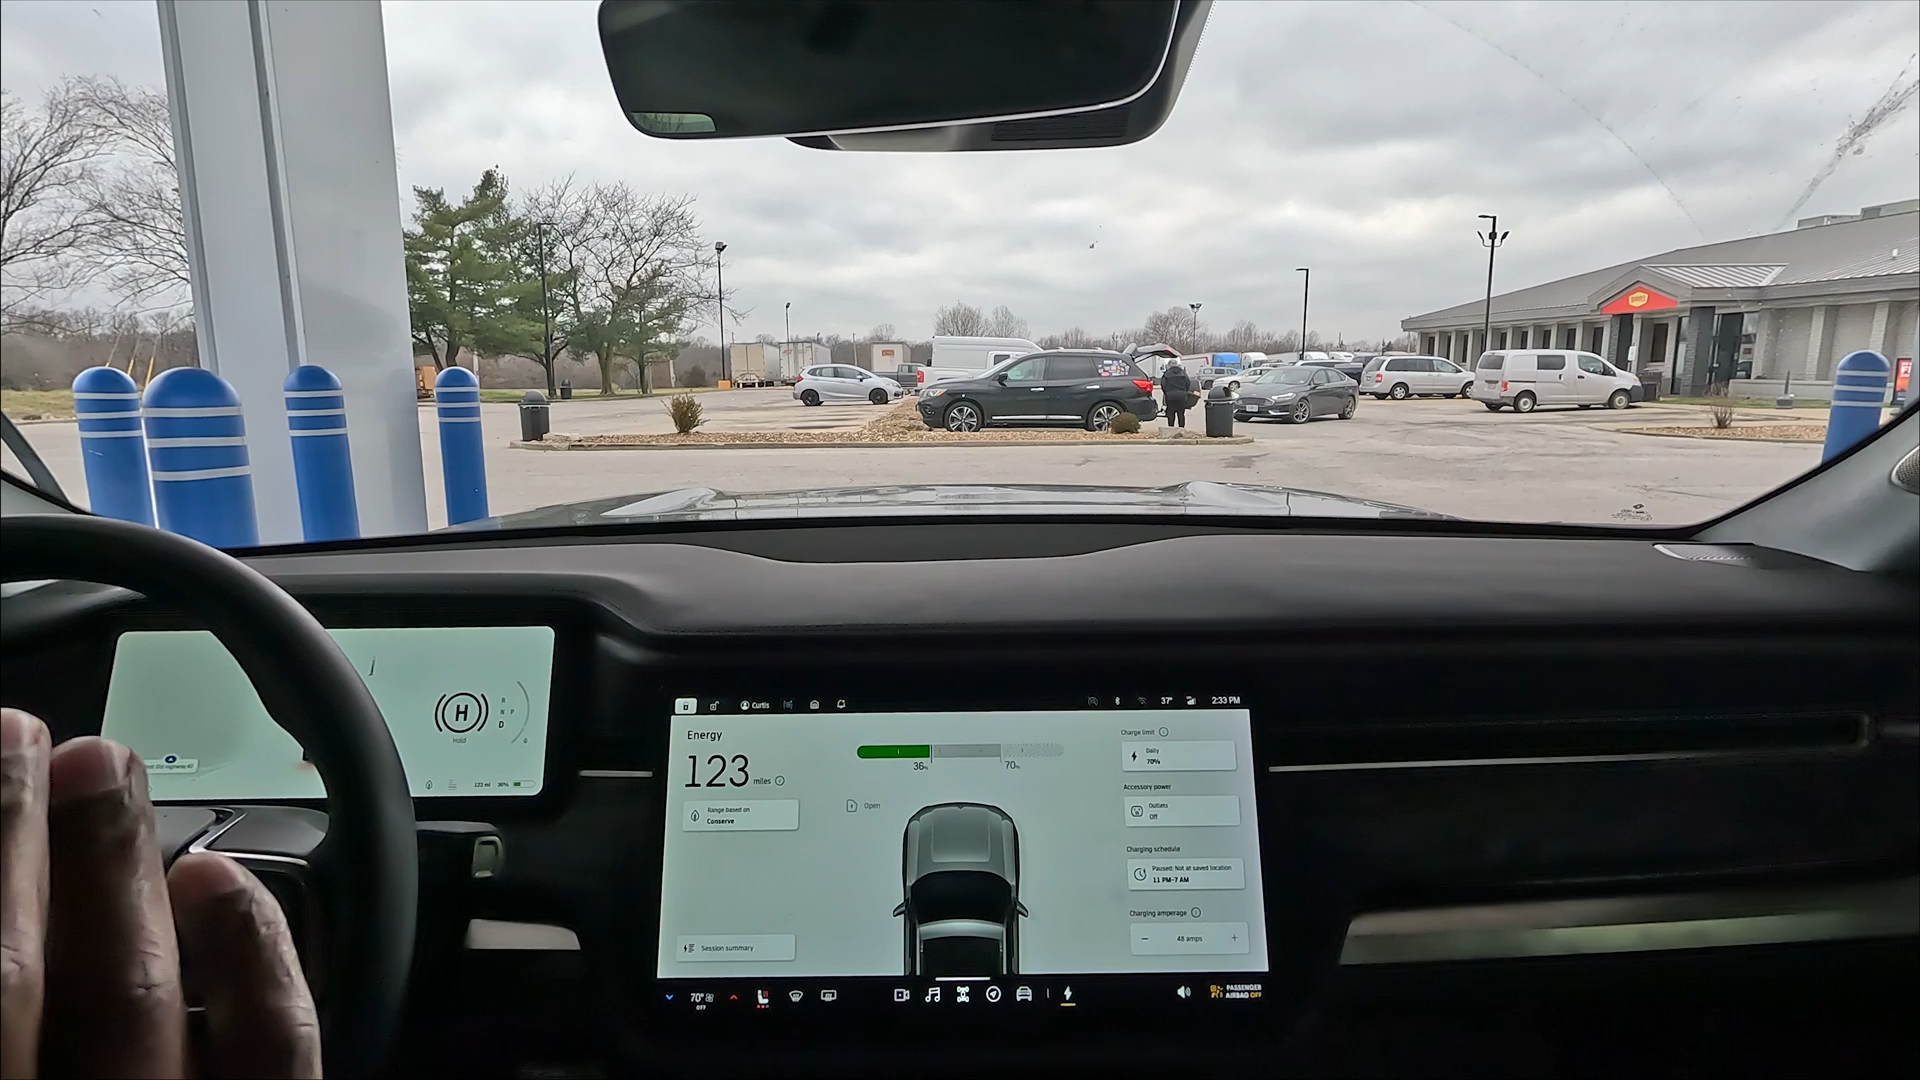 Denny's
H
Hold
R
N P
D
123 mi 36%
Curtis
37°
2:33 PM
Energy
123 miles
Range based on
Conserve
36%
70%
Open
Session summary
Charge limit
Daily
70%
Accessory power
Outlets
Off
Charging schedule
Paused: Not at saved location
11 PM-7 AM
Charging amperage
− 48 amps +
70°
OFF
PASSENGER
AIRBAG OFF